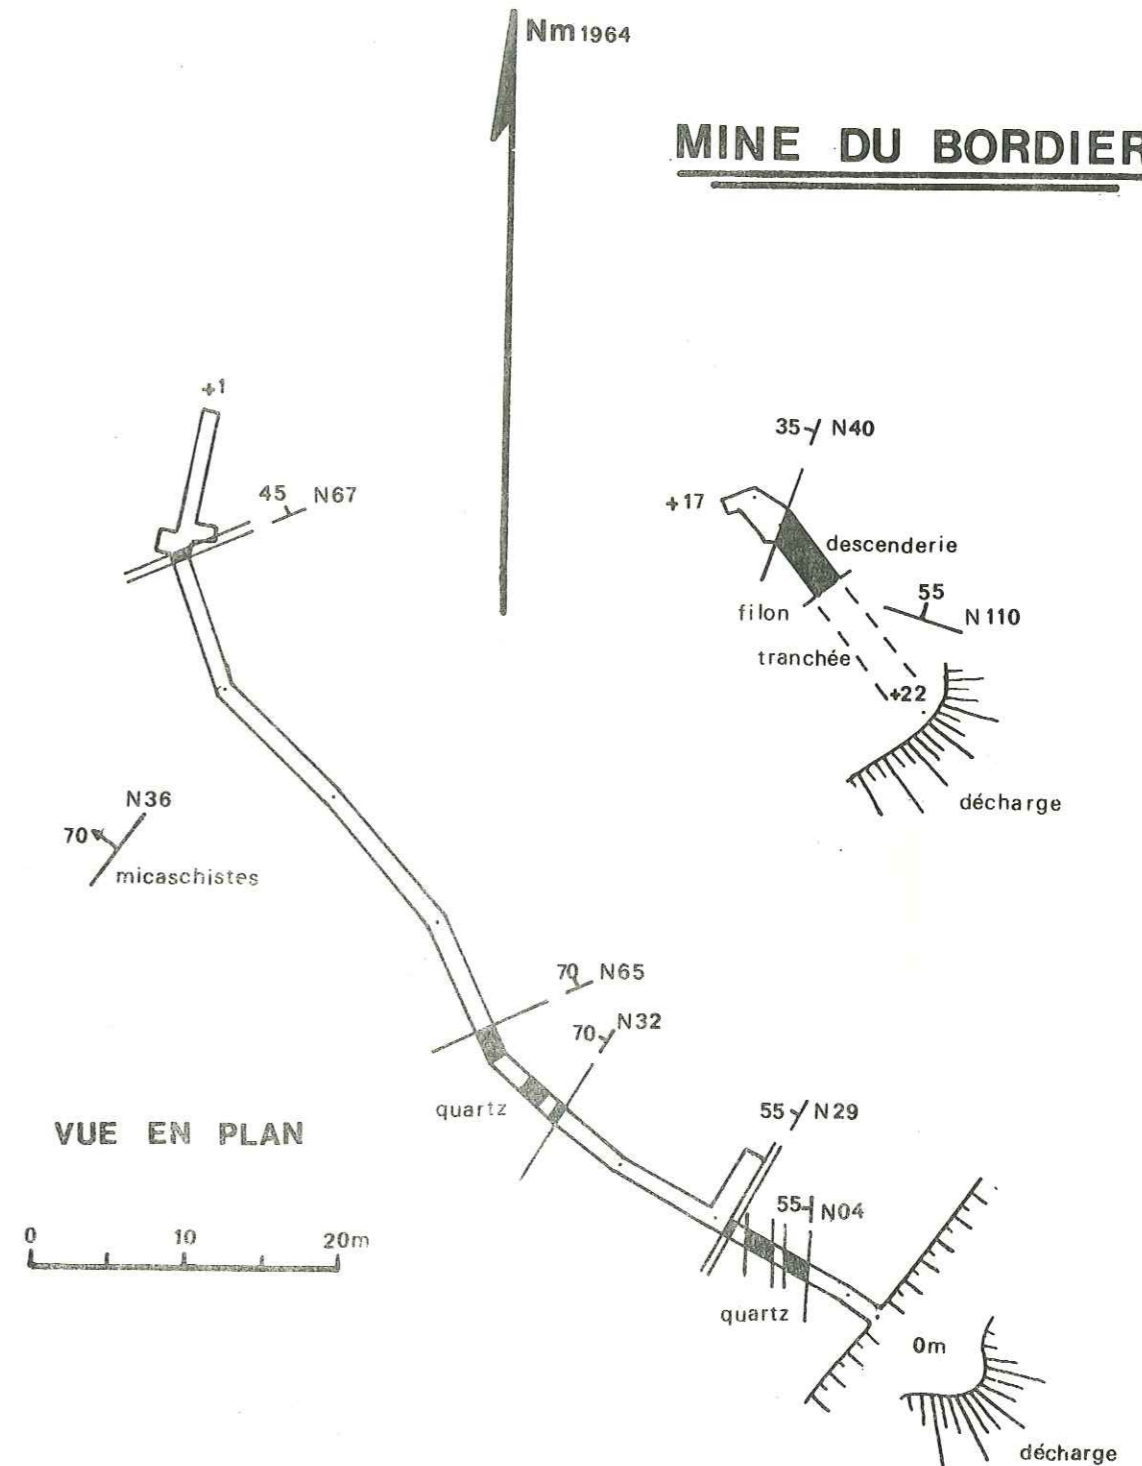 Nm 1964
MINE DU BORDIER
+1
35 N40
45 N67
+17
descenderie
55
filon
N110
tranchée
+22
N36
décharge
70
micaschistes
70 N65
70 N32
quartz
55 N29
VUE EN PLAN
55 N04
0 10 20m
quartz
0m
décharge